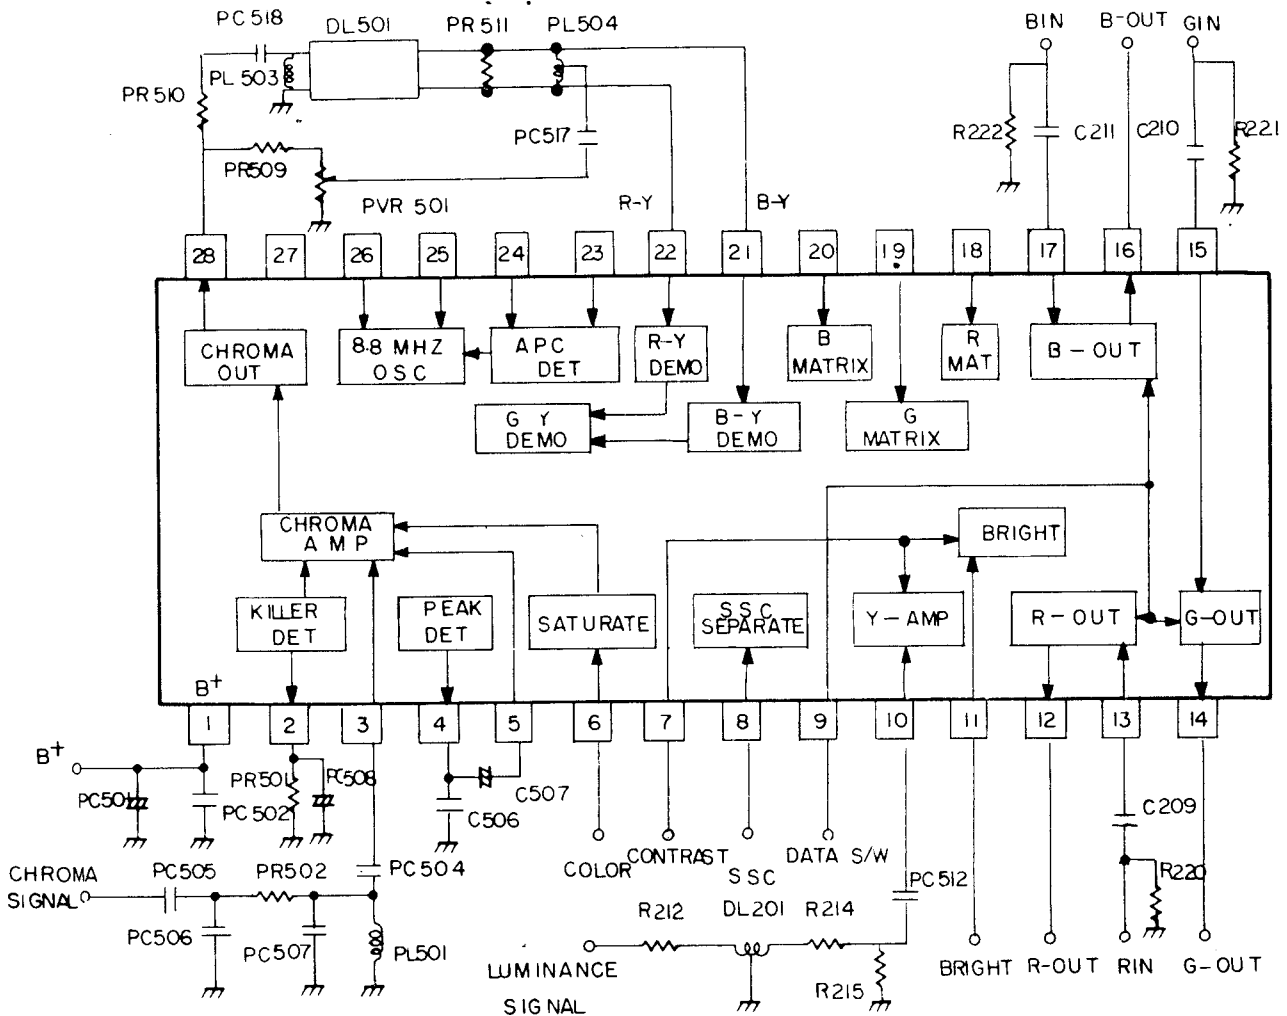 PC518
DL501
PR511
PL504
BIN
B-OUT
GIN
PL503
PR510
PC517
R222
C211
C210
R221
PR509
PVR 501
R-Y
B-Y
28
27
26
25
24
23
22
21
20
19
18
17
16
15
CHROMA
OUT
8.8 MHZ
OSC
APC
DET
R-Y
DEMO
B
MATRIX
R
MAT
B-OUT
G Y
DEMO
B-Y
DEMO
G
MATRIX
CHROMA
AMP
BRIGHT
KILLER
DET
PEAK
DET
SATURATE
SSC
SEPARATE
Y-AMP
R-OUT
G-OUT
B+
1
2
3
4
5
6
7
8
9
10
11
12
13
14
B+
PC501
PC502
PR501
PC508
C506
C507
C209
COLOR
CONTRAST
SSC
DATA S/W
CHROMA
SIGNAL
PC505
PR502
PC504
PC512
R220
PC506
PC507
PL501
R212
DL201
R214
R215
LUMINANCE
SIGNAL
BRIGHT
R-OUT
RIN
G-OUT